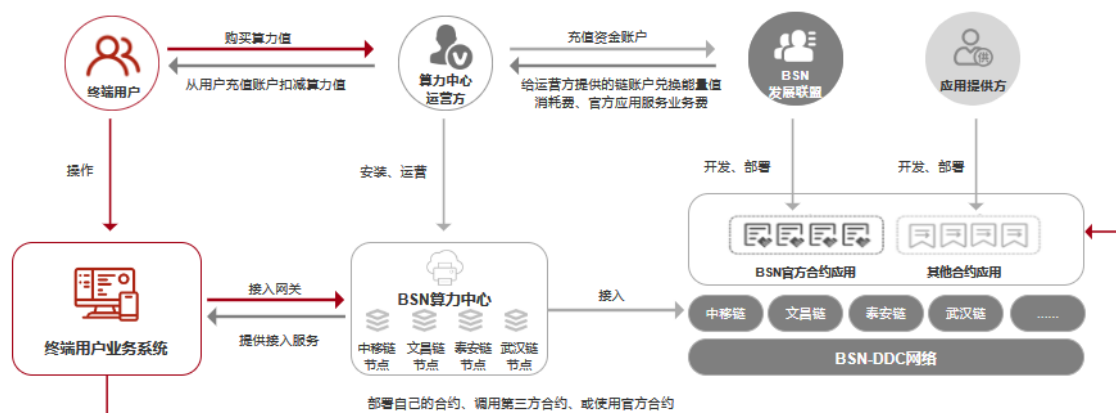 购买算力值
充值资金账户
终端用户
从用户充值账户扣减算力值
算力中心
运营方
给运营方提供的链账户兑换能量值
消耗费、官方应用服务业务费
BSN
发展联盟
供
应用提供方
操作
安装、运营
开发、部署
开发、部署
BSN官方合约应用
其他合约应用
接入网关
BSN算力中心
接入
中移链
文昌链
泰安链
武汉链
......
终端用户业务系统
提供接入服务
中移链
节点
文昌链
节点
泰安链
节点
武汉链
节点
BSN-DDC网络
部署自己的合约、调用第三方合约、或使用官方合约